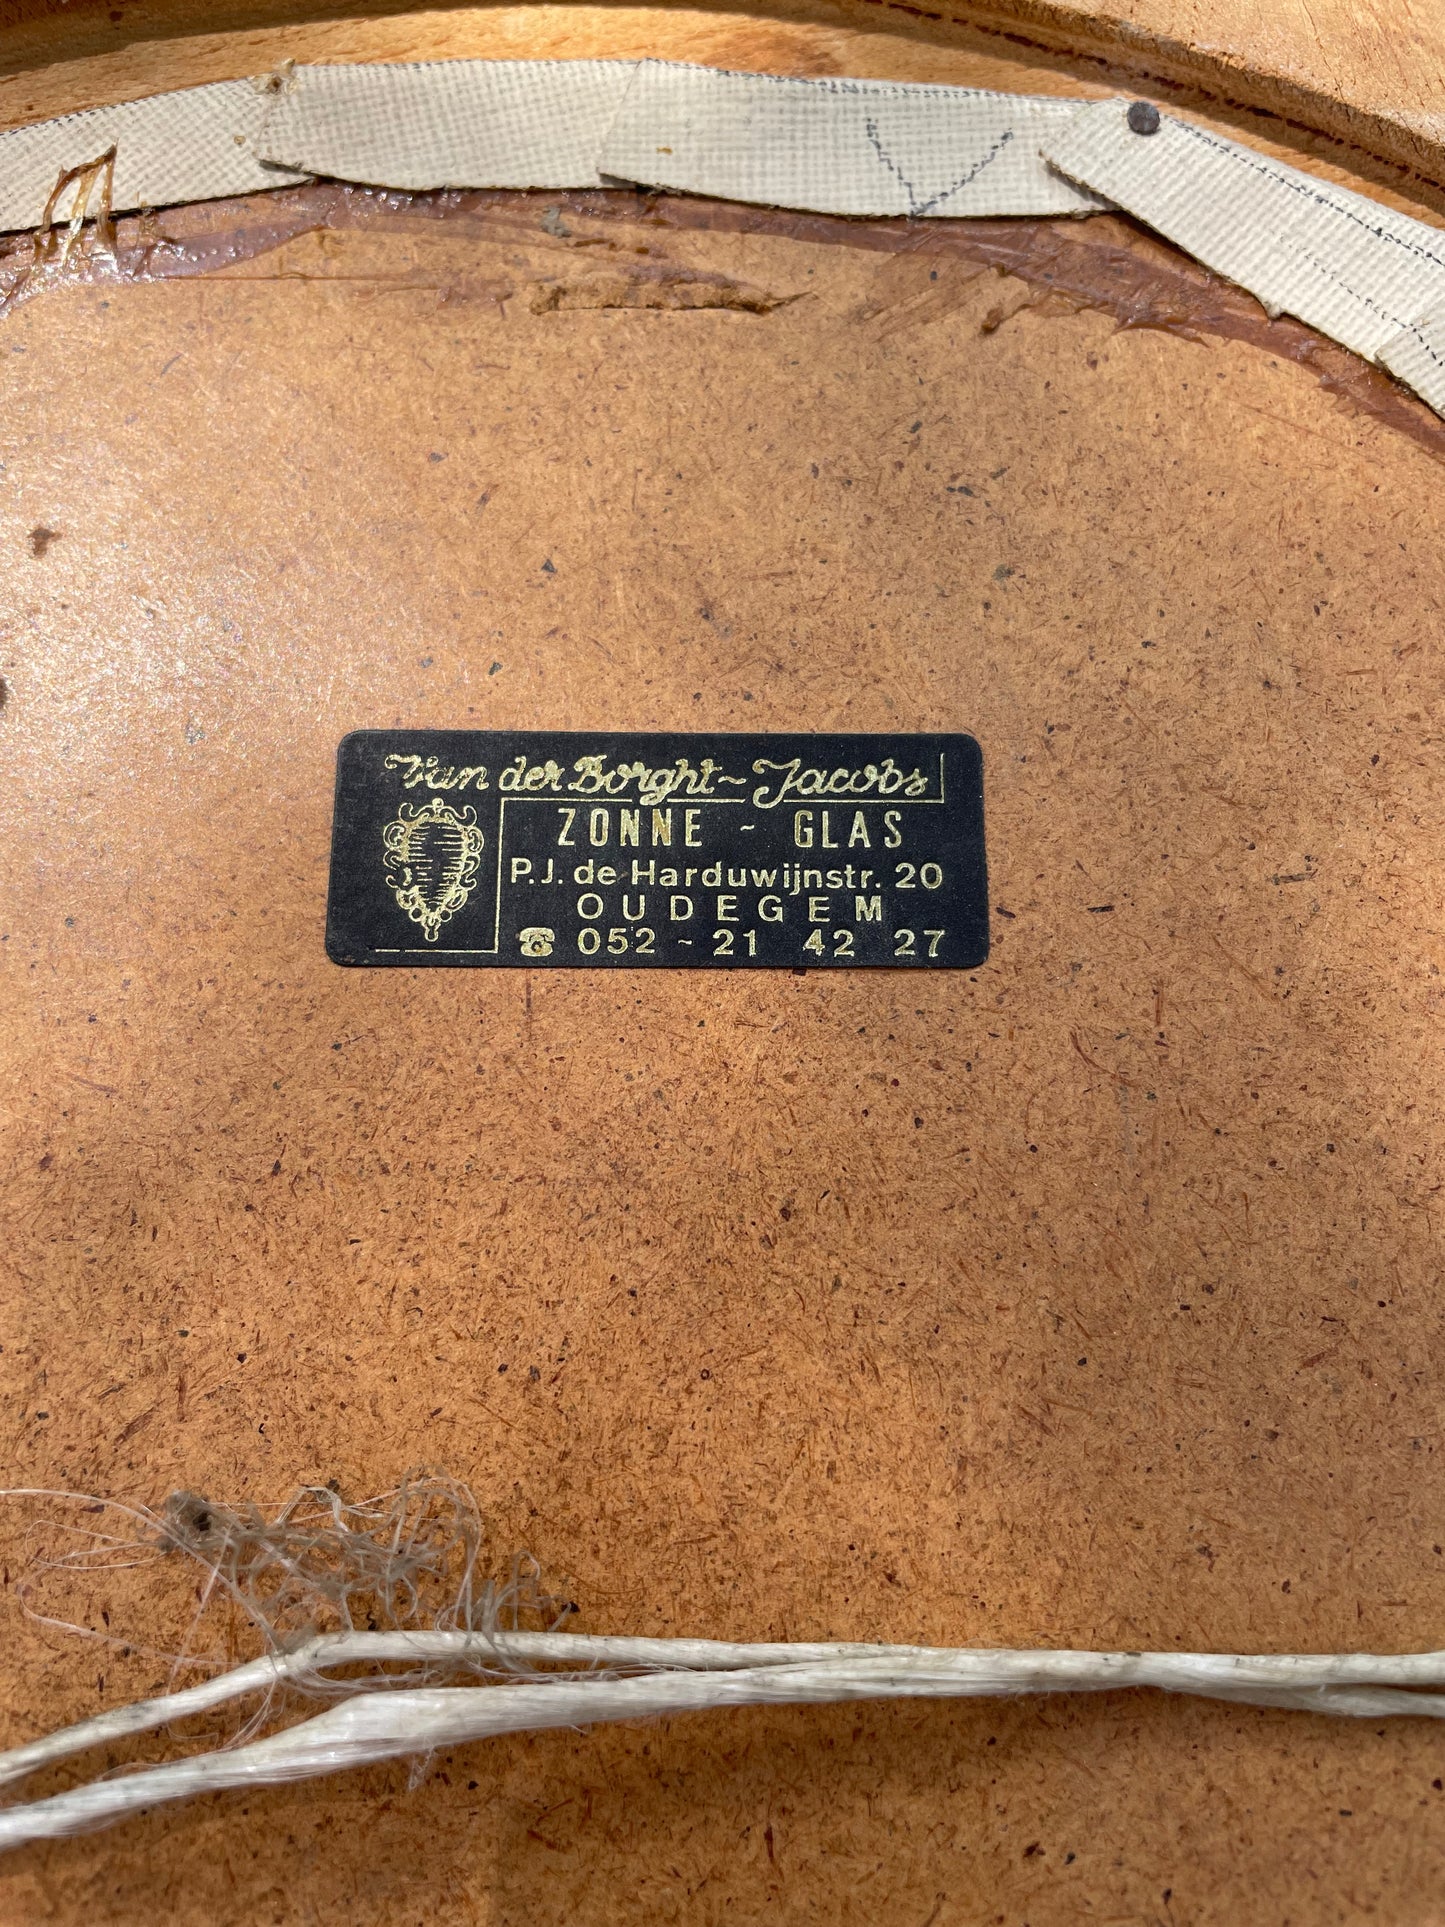 Van der Borght~Jacobs
ZONNE ~ GLAS
P.J. de Harduwijnstr. 20
OUDEGEM
☎ 052 ~ 21 42 27